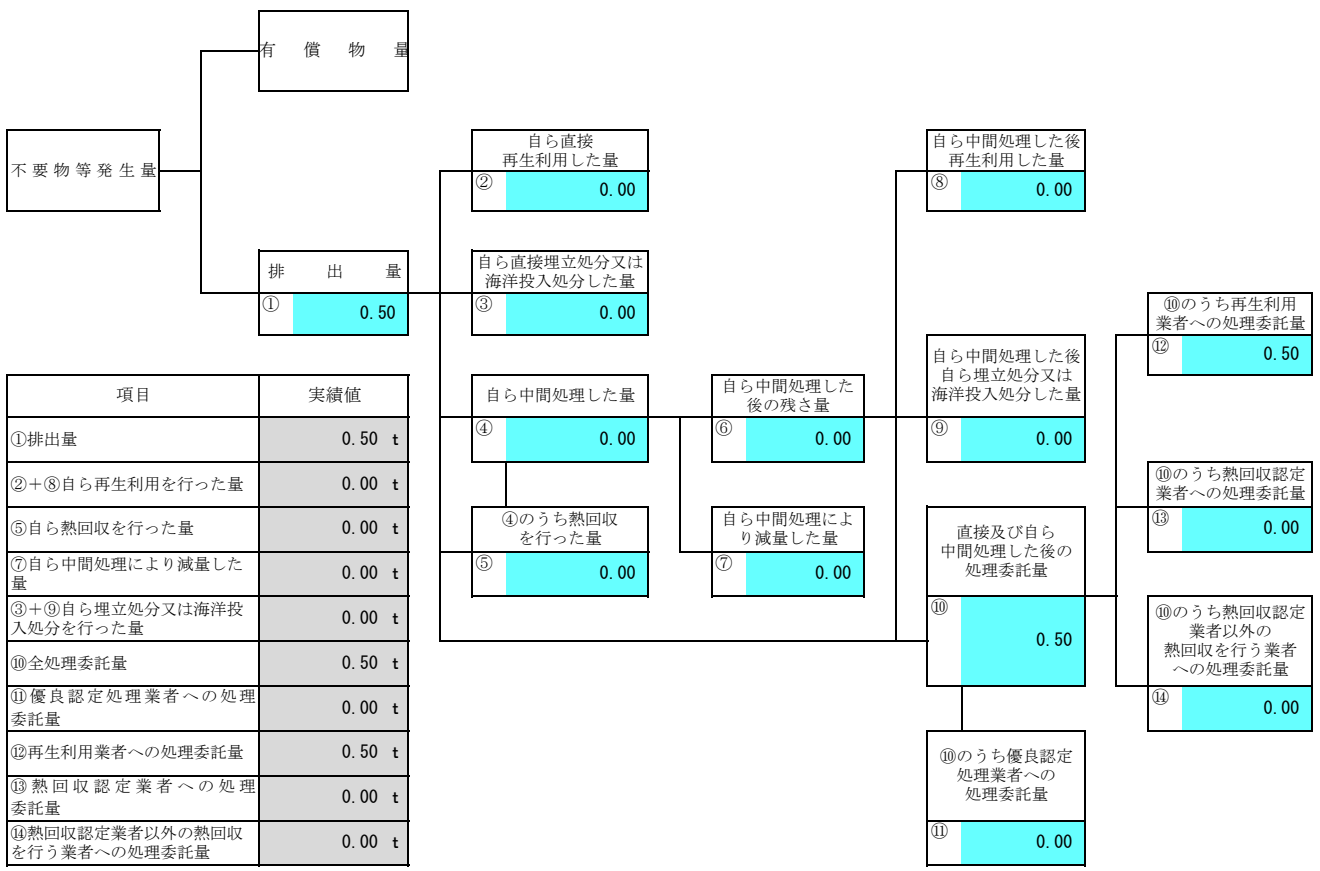 有償物量
不要物等発生量
排出量
① 0.50
自ら直接
再生利用した量
② 0.00
自ら直接埋立処分又は
海洋投入処分した量
③ 0.00
自ら中間処理した量
④ 0.00
④のうち熱回収
を行った量
⑤ 0.00
自ら中間処理した
後の残さ量
⑥ 0.00
自ら中間処理によ
り減量した量
⑦ 0.00
自ら中間処理した後
再生利用した量
⑧ 0.00
自ら中間処理した後
自ら埋立処分又は
海洋投入処分した量
⑨ 0.00
直接及び自ら
中間処理した後の
処理委託量
⑩
0.50
⑩のうち優良認定
処理業者への
処理委託量
⑪ 0.00
⑩のうち再生利用
業者への処理委託量
⑫ 0.50
⑩のうち熱回収認定
業者への処理委託量
⑬ 0.00
⑩のうち熱回収認定
業者以外の
熱回収を行う業者
への処理委託量
⑭ 0.00
項目 実績値
①排出量 0.50 t
②+⑧自ら再生利用を行った量 0.00 t
⑤自ら熱回収を行った量 0.00 t
⑦自ら中間処理により減量した
量 0.00 t
③+⑨自ら埋立処分又は海洋投
入処分を行った量 0.00 t
⑩全処理委託量 0.50 t
⑪優良認定処理業者への処理
委託量 0.00 t
⑫再生利用業者への処理委託量 0.50 t
⑬熱回収認定業者への処理
委託量 0.00 t
⑭熱回収認定業者以外の熱回収
を行う業者への処理委託量 0.00 t